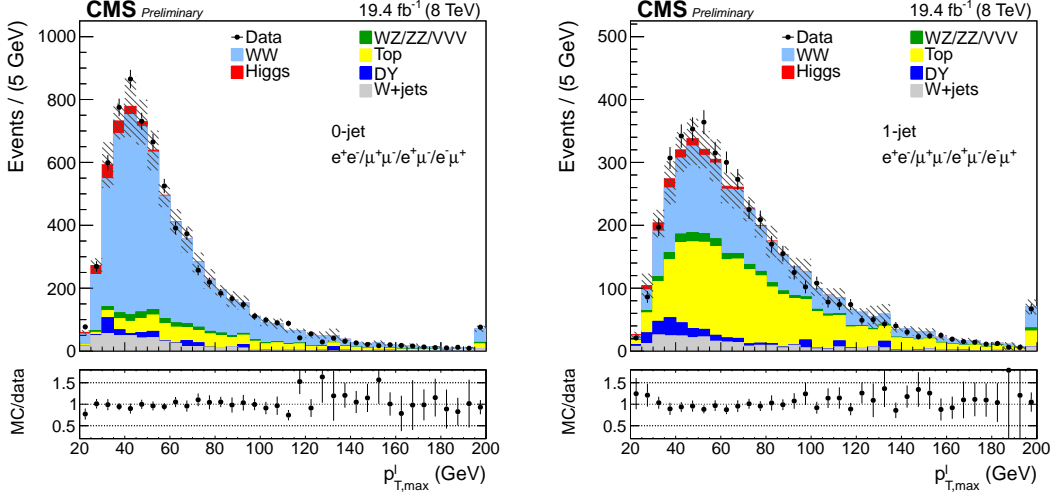 CMS Preliminary 19.4 fb⁻¹ (8 TeV)
Events / (5 GeV)
1000
800
600
400
200
0
Data
WW
Higgs
WZ/ZZ/VVV
Top
DY
W+jets
0-jet
e⁺e⁻/μ⁺μ⁻/e⁺μ⁻/e⁻μ⁺
MC/data
1.5
1
0.5
20 40 60 80 100 120 140 160 180 200
p^l_T,max (GeV)
CMS Preliminary 19.4 fb⁻¹ (8 TeV)
Events / (5 GeV)
500
400
300
200
100
0
Data
WW
Higgs
WZ/ZZ/VVV
Top
DY
W+jets
1-jet
e⁺e⁻/μ⁺μ⁻/e⁺μ⁻/e⁻μ⁺
MC/data
1.5
1
0.5
20 40 60 80 100 120 140 160 180 200
p^l_T,max (GeV)